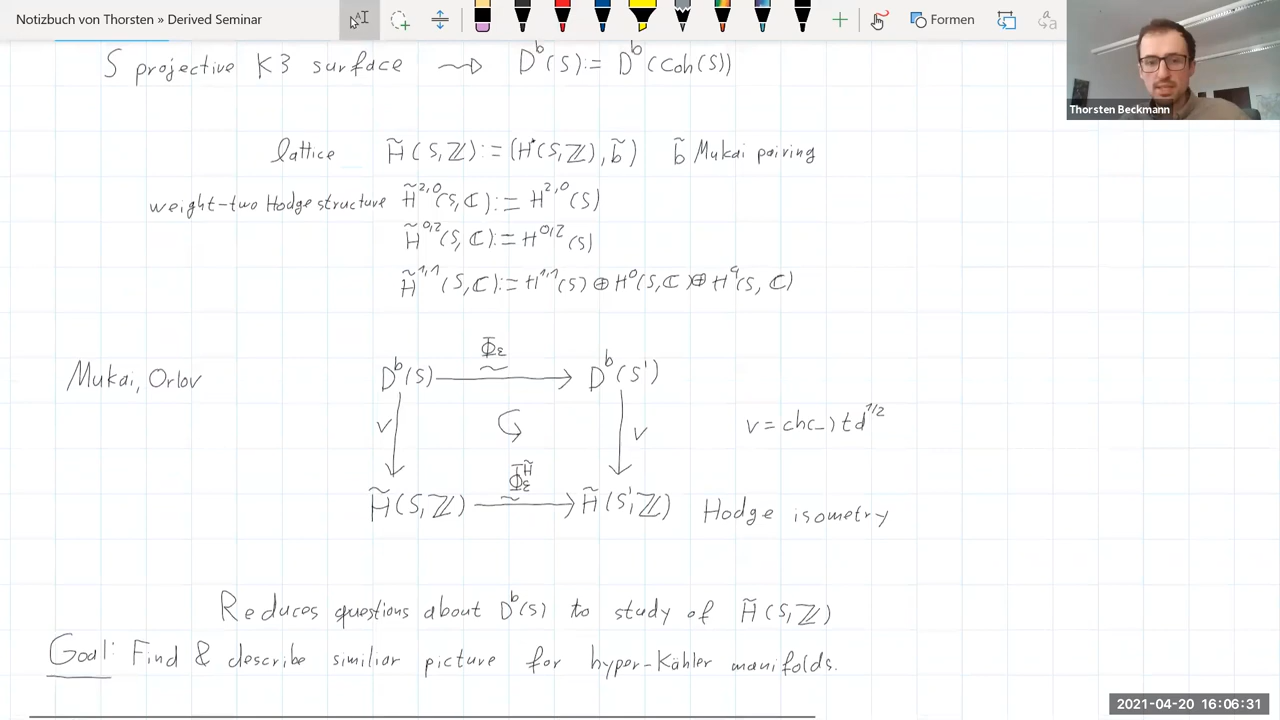 Notizbuch von Thorsten » Derived Seminar
Formen
Thorsten Beckmann
S projective K3 surface ⇝ D^b(S) := D^b(Coh(S))
lattice H̃(S,ℤ) := (H*(S,ℤ), b̃) b̃ Mukai pairing
weight-two Hodge structure H̃^{2,0}(S,ℂ) := H^{2,0}(S)
H̃^{0,2}(S,ℂ) := H^{0,2}(S)
H̃^{1,1}(S,ℂ) := H^{1,1}(S) ⊕ H^0(S,ℂ) ⊕ H^4(S,ℂ)
Φ_ε
Mukai, Orlov D^b(S) ⟶ D^b(S')
~
v v v = ch(_) td^{1/2}
Φ_ε^{H̃}
~
H̃(S,ℤ) ⟶ H̃(S',ℤ) Hodge isometry
Reduces questions about D^b(S) to study of H̃(S,ℤ)
Goal: Find & describe similiar picture for hyper-Kähler manifolds.
2021-04-20 16:06:31